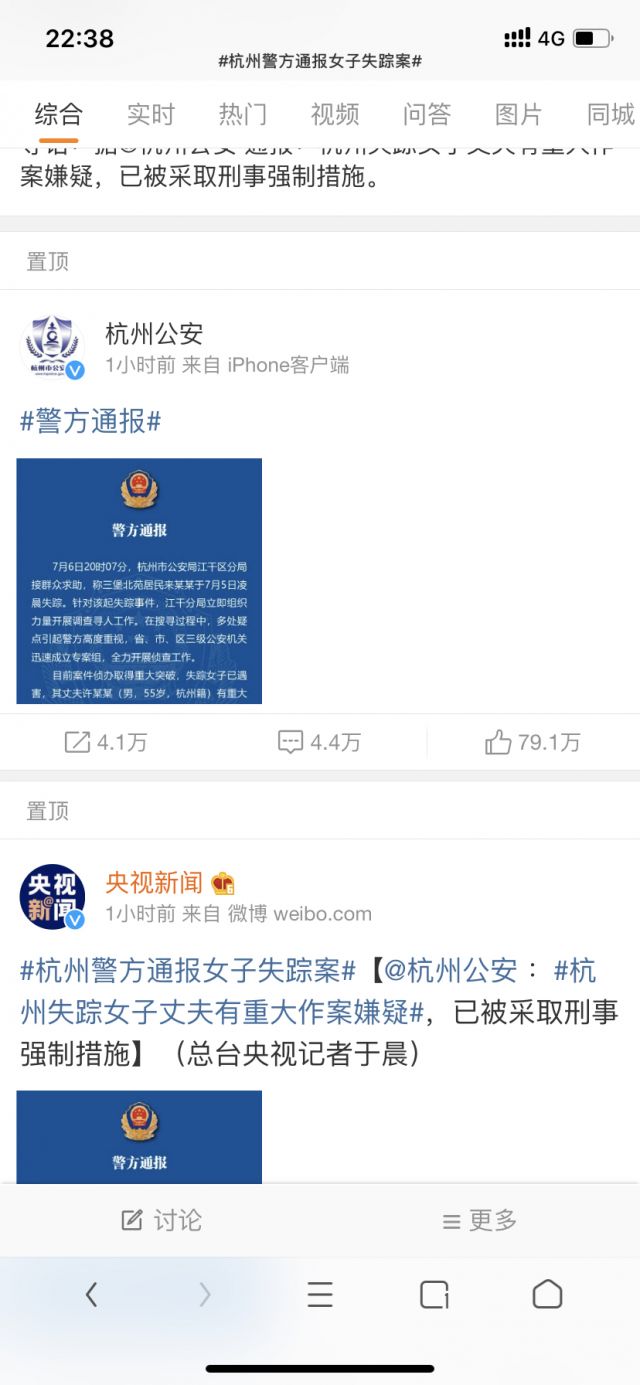 22:38
4G
#杭州警方通报女子失踪案#
综合 实时 热门 视频 问答 图片 同城
案嫌疑，已被采取刑事强制措施。
置顶
杭州公安
1小时前 来自 iPhone客户端
#警方通报#
警方通报
7月6日20时07分，杭州市公安局江干区分局
接群众求助，称三堡北苑居民来某某于7月5日凌
晨失踪。针对该起失踪事件，江干分局立即组织
力量开展调查寻人工作。在搜寻过程中，多处疑
点引起警方高度重视，省、市、区三级公安机关
迅速成立专案组，全力开展侦查工作。
目前案件侦办取得重大突破，失踪女子已遇
害，其丈夫许某某（男，55岁，杭州籍）有重大
4.1万 4.4万 79.1万
置顶
央视新闻
1小时前 来自 微博 weibo.com
#杭州警方通报女子失踪案#【@杭州公安 ：#杭
州失踪女子丈夫有重大作案嫌疑#，已被采取刑事
强制措施】（总台央视记者于晨）
警方通报
讨论 更多
1